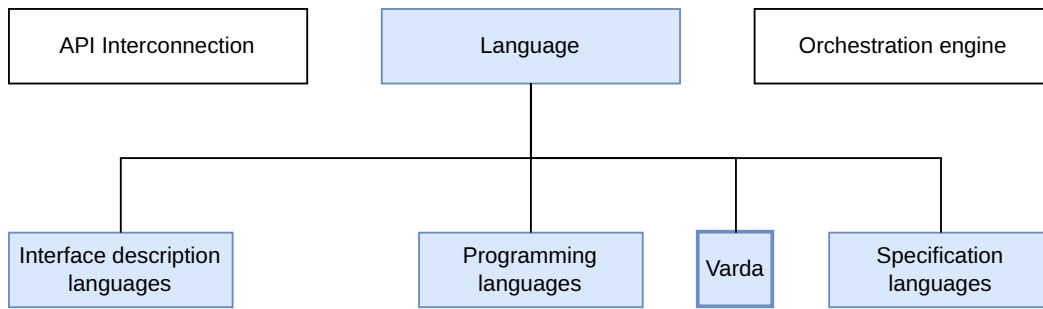 API Interconnection
Language
Orchestration engine
Interface description
languages
Programming
languages
Varda
Specification
languages